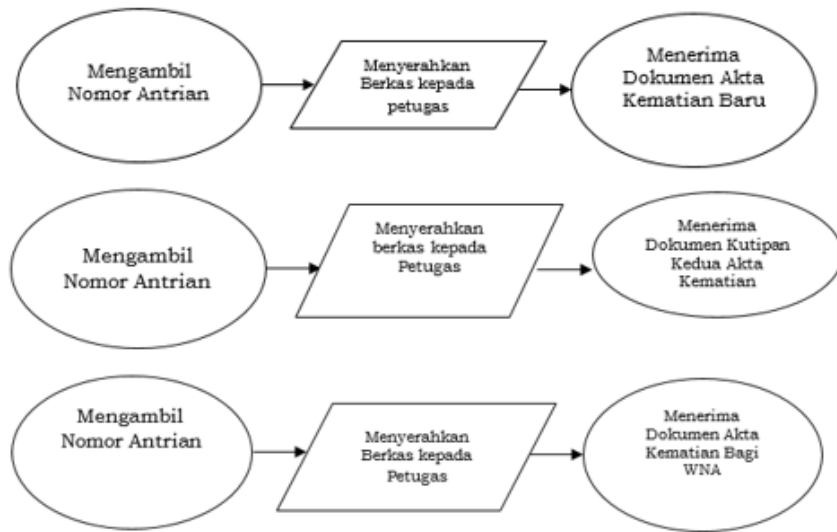 Mengambil
Nomor Antrian
Menyerahkan
Berkas kepada
petugas
Menerima
Dokumen Akta
Kematian Baru
Mengambil
Nomor Antrian
Menyerahkan
berkas kepada
Petugas
Menerima
Dokumen Kutipan
Kedua Akta
Kematian
Mengambil
Nomor Antrian
Menyerahkan
Berkas kepada
Petugas
Menerima
Dokumen Akta
Kematian Bagi
WNA